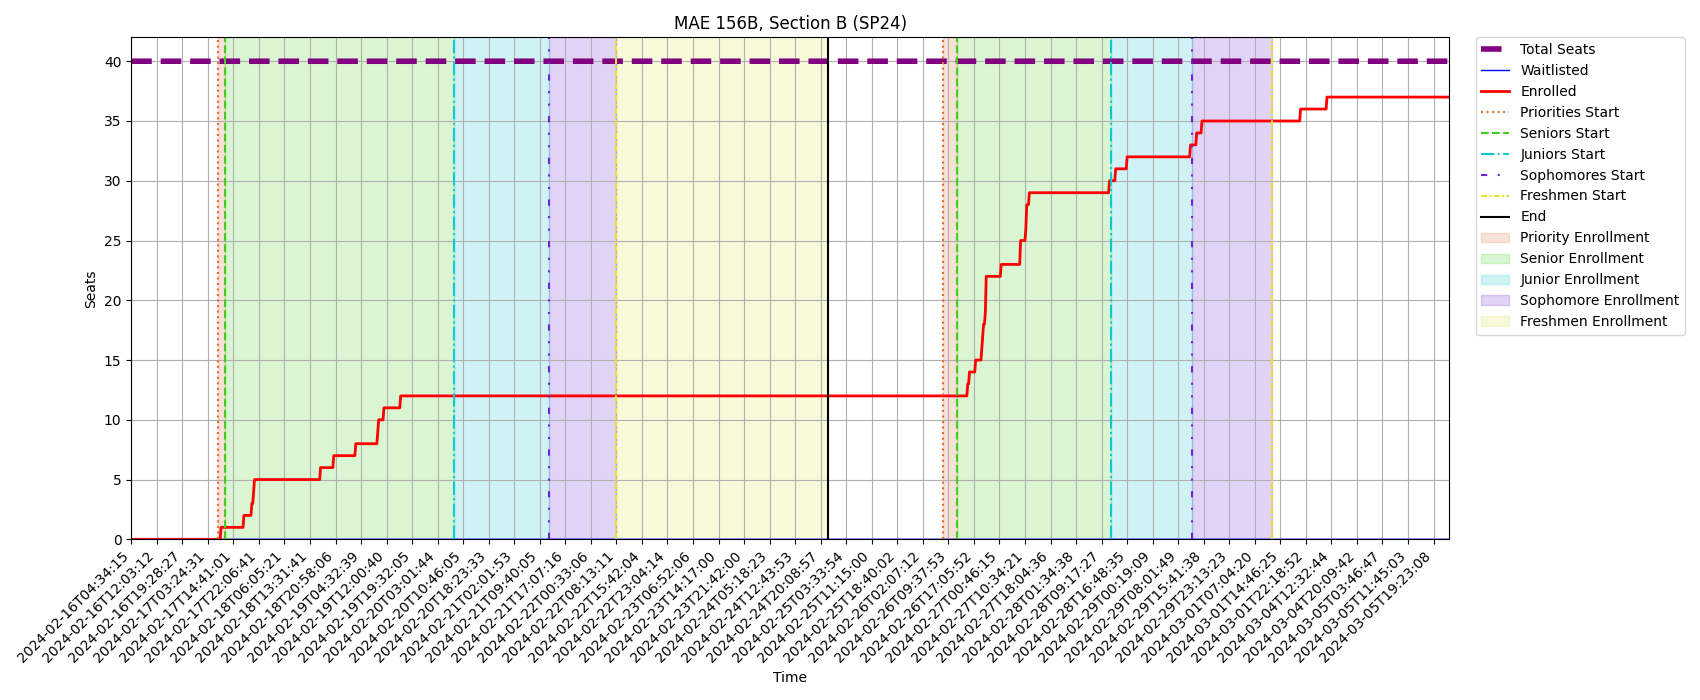 MAE 156B, Section B (SP24)
Seats
40
35
30
25
20
15
10
5
0
2024-02-16T04:34:15
2024-02-16T12:03:12
2024-02-16T19:28:27
2024-02-17T03:24:31
2024-02-17T14:41:01
2024-02-17T22:06:41
2024-02-18T06:05:21
2024-02-18T13:31:41
2024-02-18T20:58:06
2024-02-19T04:32:39
2024-02-19T12:00:40
2024-02-19T19:32:05
2024-02-20T03:01:44
2024-02-20T10:46:05
2024-02-20T18:23:33
2024-02-21T02:01:53
2024-02-21T09:40:05
2024-02-21T17:07:16
2024-02-22T00:33:06
2024-02-22T08:13:11
2024-02-22T15:42:04
2024-02-22T23:04:14
2024-02-23T06:52:06
2024-02-23T14:17:00
2024-02-23T21:42:00
2024-02-24T05:18:23
2024-02-24T12:43:53
2024-02-24T20:08:57
2024-02-25T03:33:54
2024-02-25T11:15:00
2024-02-25T18:40:02
2024-02-26T02:07:12
2024-02-26T09:37:53
2024-02-26T17:05:52
2024-02-27T00:46:15
2024-02-27T10:34:21
2024-02-27T18:04:36
2024-02-28T01:34:38
2024-02-28T09:17:27
2024-02-28T16:48:35
2024-02-29T00:19:09
2024-02-29T08:01:49
2024-02-29T15:41:38
2024-02-29T23:13:23
2024-03-01T07:04:20
2024-03-01T14:46:25
2024-03-01T22:18:52
2024-03-04T12:32:44
2024-03-04T20:09:42
2024-03-05T03:46:47
2024-03-05T11:45:03
2024-03-05T19:23:08
Time
Total Seats
Waitlisted
Enrolled
Priorities Start
Seniors Start
Juniors Start
Sophomores Start
Freshmen Start
End
Priority Enrollment
Senior Enrollment
Junior Enrollment
Sophomore Enrollment
Freshmen Enrollment